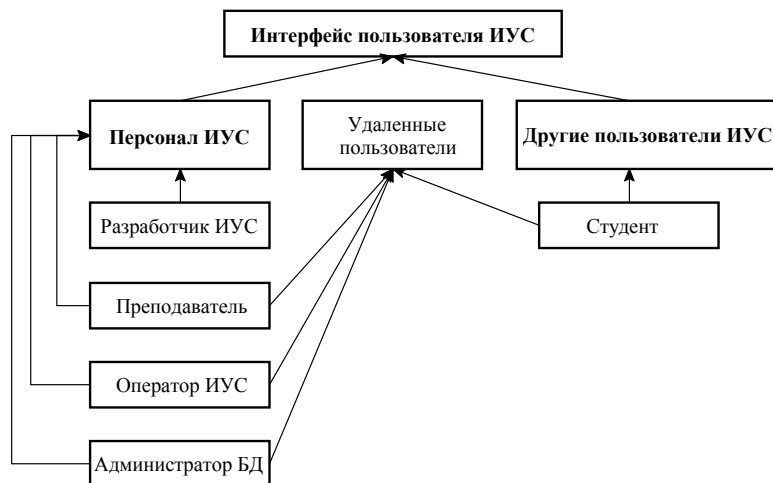 Интерфейс пользователя ИУС
Персонал ИУС
Удаленные
пользователи
Другие пользователи ИУС
Разработчик ИУС
Студент
Преподаватель
Оператор ИУС
Администратор БД